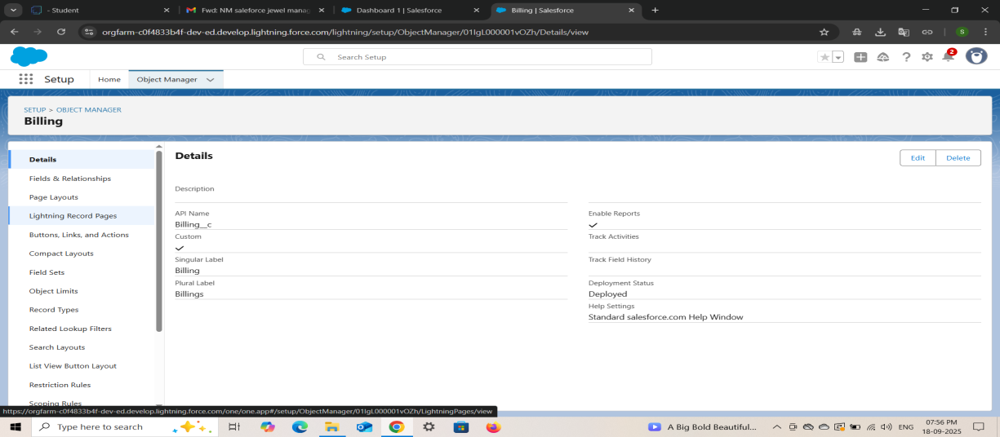 - Student
Fwd: NM saleforce jewel manag
Dashboard 1 | Salesforce
Billing | Salesforce
orgfarm-c0f4833b4f-dev-ed.develop.lightning.force.com/lightning/setup/ObjectManager/01IgL000001vOZh/Details/view
S
Search Setup
2
Setup
Home
Object Manager
SETUP > OBJECT MANAGER
Billing
Details
Fields & Relationships
Page Layouts
Lightning Record Pages
Buttons, Links, and Actions
Compact Layouts
Field Sets
Object Limits
Record Types
Related Lookup Filters
Search Layouts
List View Button Layout
Restriction Rules
Scoping Rules
Details
Edit
Delete
Description
API Name
Billing__c
Custom
Singular Label
Billing
Plural Label
Billings
Enable Reports
Track Activities
Track Field History
Deployment Status
Deployed
Help Settings
Standard salesforce.com Help Window
https://orgfarm-c0f4833b4f-dev-ed.develop.lightning.force.com/one/one.app#/setup/ObjectManager/01IgL000001vOZh/LightningPages/view
Type here to search
A Big Bold Beautiful...
ENG
07:56 PM
18-09-2025